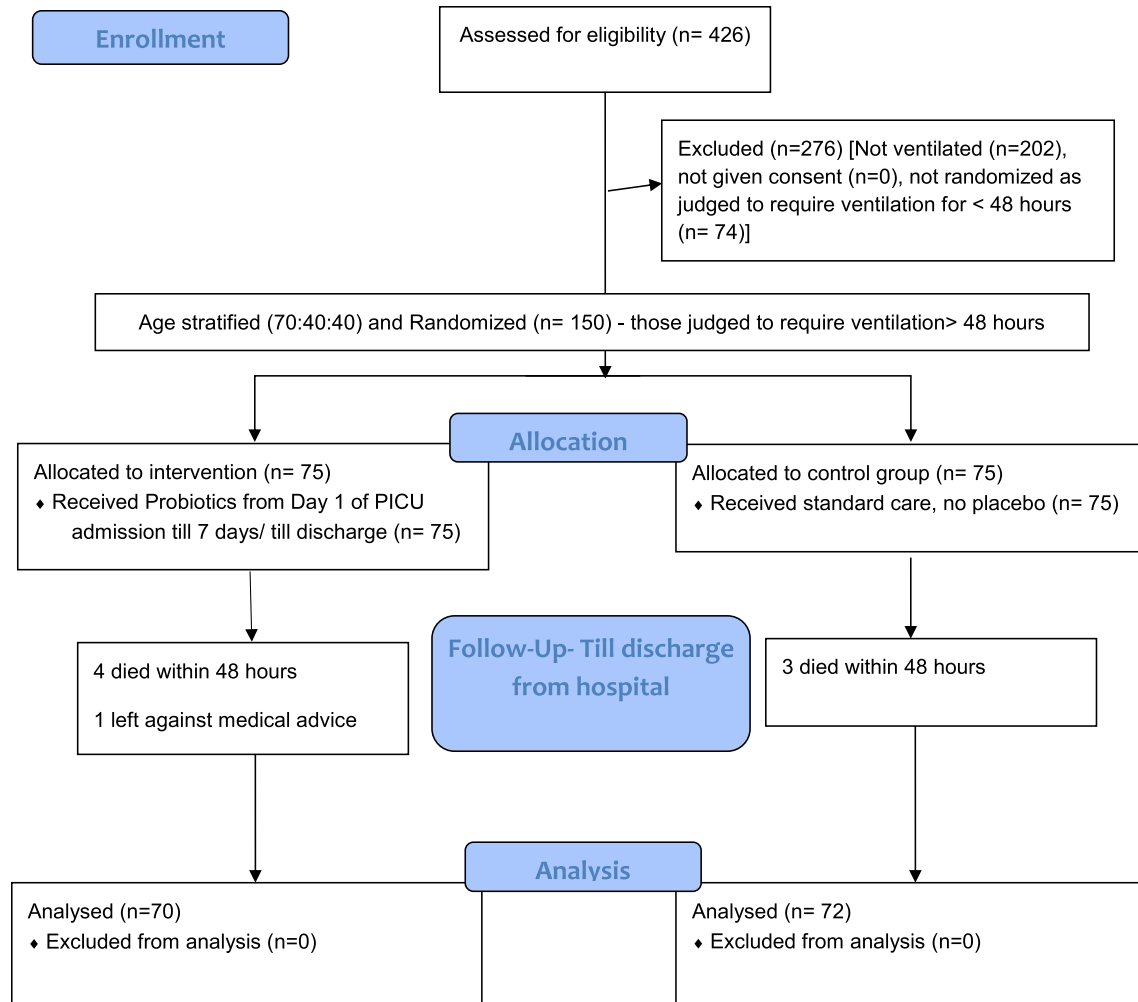 Enrollment
Assessed for eligibility (n= 426)
Excluded (n=276) [Not ventilated (n=202),
not given consent (n=0), not randomized as
judged to require ventilation for < 48 hours
(n= 74)]
Age stratified (70:40:40) and Randomized (n= 150) - those judged to require ventilation> 48 hours
Allocation
Allocated to intervention (n= 75)
♦ Received Probiotics from Day 1 of PICU
admission till 7 days/ till discharge (n= 75)
Allocated to control group (n= 75)
♦ Received standard care, no placebo (n= 75)
Follow-Up- Till discharge
from hospital
4 died within 48 hours
1 left against medical advice
3 died within 48 hours
Analysis
Analysed (n=70)
♦ Excluded from analysis (n=0)
Analysed (n= 72)
♦ Excluded from analysis (n=0)